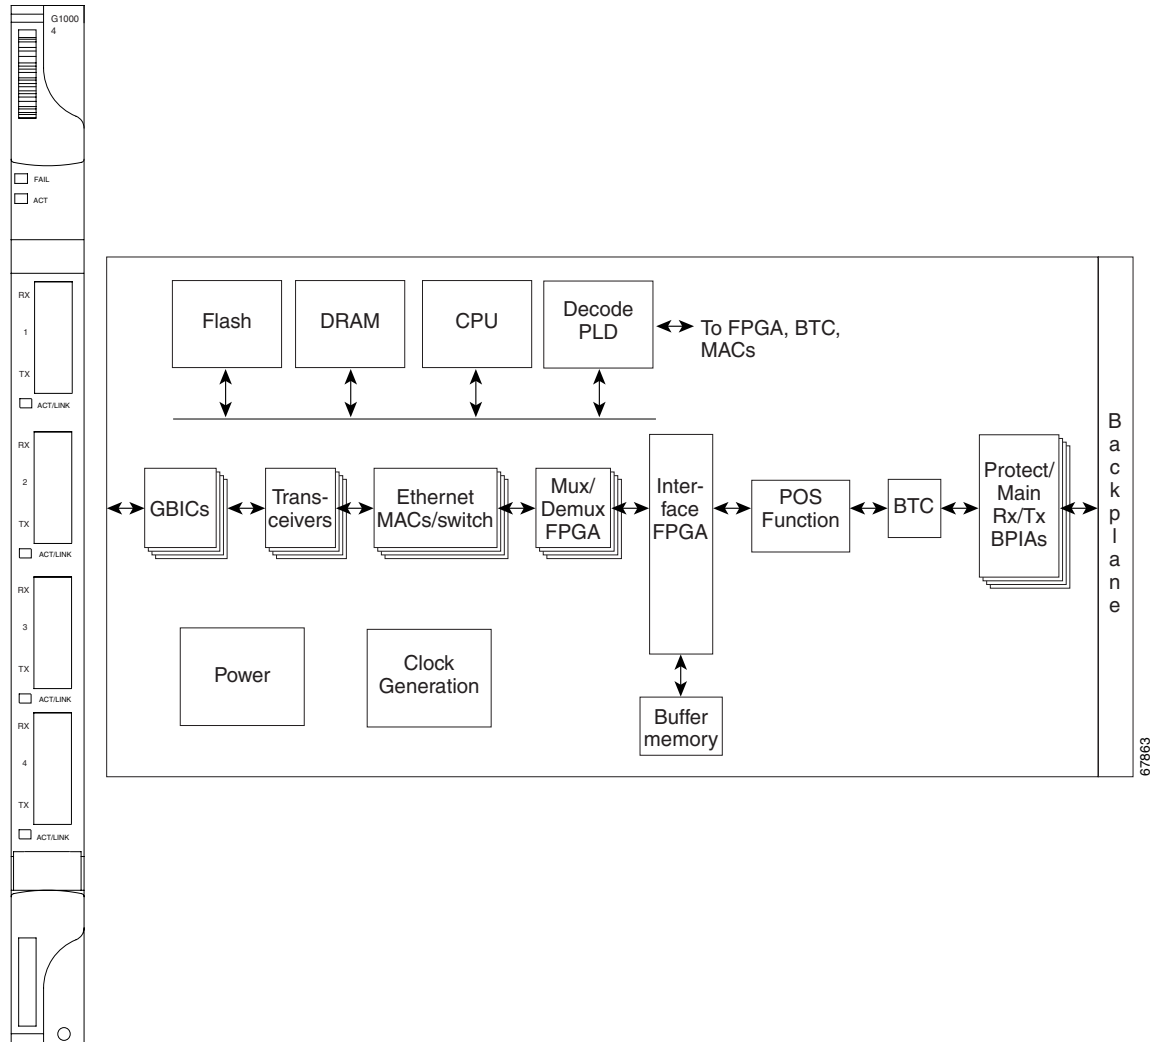 G1000
4
FAIL
ACT
RX
1
TX
ACT/LINK
RX
2
TX
ACT/LINK
RX
3
TX
ACT/LINK
RX
4
TX
ACT/LINK
Flash
DRAM
CPU
Decode
PLD
To FPGA, BTC,
MACs
GBICs
Trans-
ceivers
Ethernet
MACs/switch
Mux/
Demux
FPGA
Inter-
face
FPGA
POS
Function
BTC
Protect/
Main
Rx/Tx
BPIAs
Backplane
Power
Clock
Generation
Buffer
memory
67863